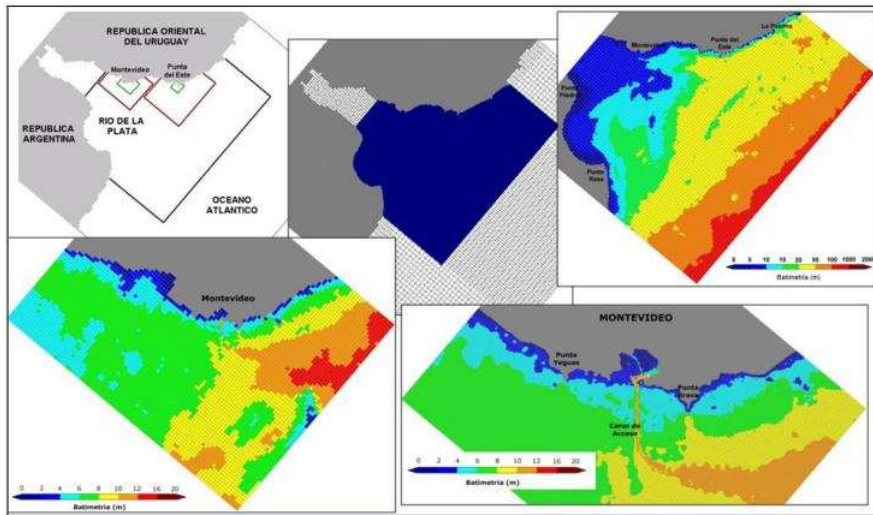 REPUBLICA ORIENTAL
DEL URUGUAY
Montevideo
Punta
del Este
REPUBLICA
ARGENTINA
RIO DE LA
PLATA
OCEANO
ATLANTICO
La Paloma
Punta del
Este
Montevideo
Punta
Piedras
Punta
Rasa
0 5 10 15 20 50 100 1000 2000
Batimetría (m)
Montevideo
0 2 4 6 8 10 12 16 20
Batimetria (m)
MONTEVIDEO
Punta
Yeguas
Punta
Brava
Canal de
Acceso
0 2 4 6 8 10 12 16 20
Batimetria (m)